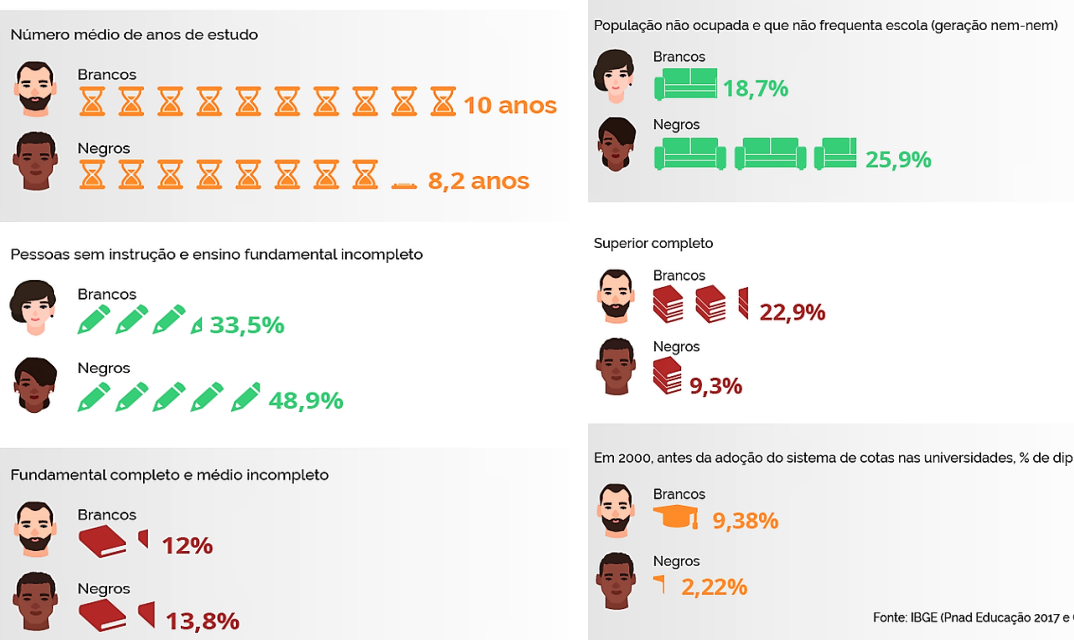 Número médio de anos de estudo
Brancos
10 anos
Negros
8,2 anos
Pessoas sem instrução e ensino fundamental incompleto
Brancos
33,5%
Negros
48,9%
Fundamental completo e médio incompleto
Brancos
12%
Negros
13,8%
População não ocupada e que não frequenta escola (geração nem-nem)
Brancos
18,7%
Negros
25,9%
Superior completo
Brancos
22,9%
Negros
9,3%
Em 2000, antes da adoção do sistema de cotas nas universidades, % de dip
Brancos
9,38%
Negros
2,22%
Fonte: IBGE (Pnad Educação 2017 e